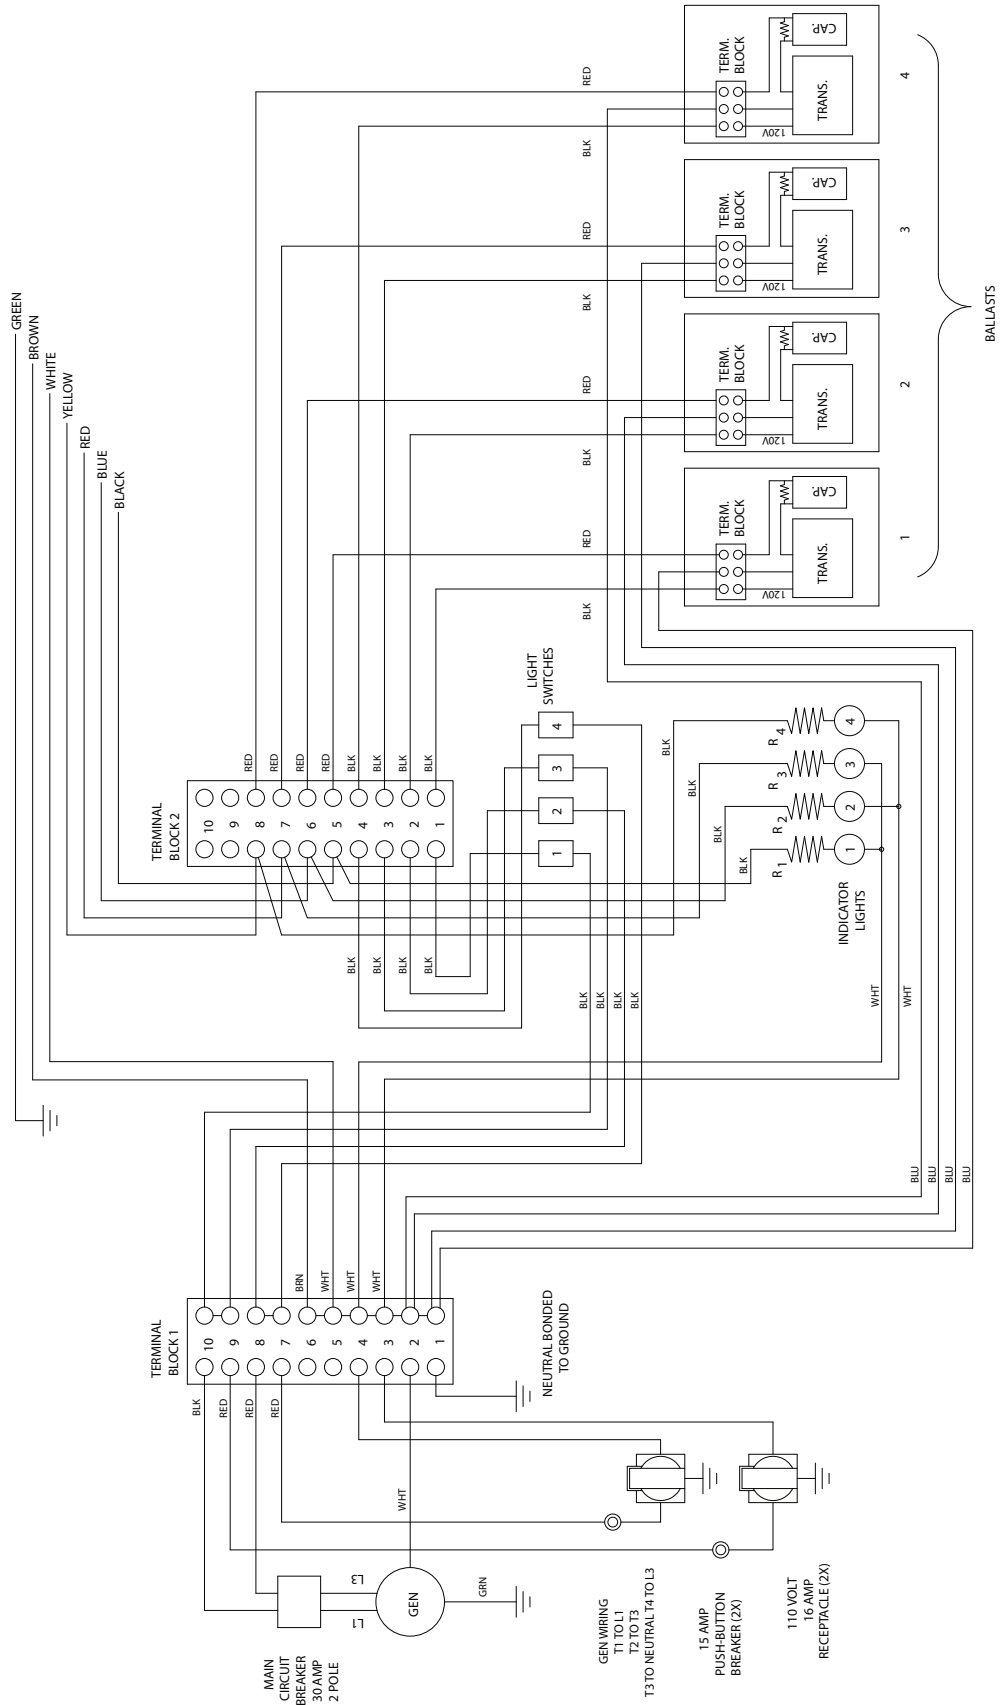 GREEN
BROWN
WHITE
YELLOW
RED
BLUE
BLACK
MAIN
CIRCUIT
BREAKER
30 AMP
2 POLE
L1
L3
GEN
GRN
WHT
BLK
RED
RED
RED
TERMINAL
BLOCK 1
10
9
8
7
6
5
4
3
2
1
BRN
WHT
WHT
WHT
NEUTRAL BONDED
TO GROUND
GEN WIRING
T1 TO L1
T2 TO T3
T3 TO NEUTRAL T4 TO L3
15 AMP
PUSH-BUTTON
BREAKER (2X)
110 VOLT
16 AMP
RECEPTACLE (2X)
TERMINAL
BLOCK 2
10
9
8
7
6
5
4
3
2
1
BLK
BLK
BLK
BLK
RED
RED
RED
RED
BLK
BLK
BLK
BLK
LIGHT
SWITCHES
1
2
3
4
BLK
BLK
BLK
BLK
BLK
BLK
BLK
BLK
R1
R2
R3
R4
1
2
3
4
INDICATOR
LIGHTS
WHT
WHT
BLU
BLU
BLU
BLU
BLK
RED
BLK
RED
BLK
RED
BLK
RED
TERM.
BLOCK
120V
TRANS.
CAP.
1
TERM.
BLOCK
120V
TRANS.
CAP.
2
TERM.
BLOCK
120V
TRANS.
CAP.
3
TERM.
BLOCK
120V
TRANS.
CAP.
4
BALLASTS